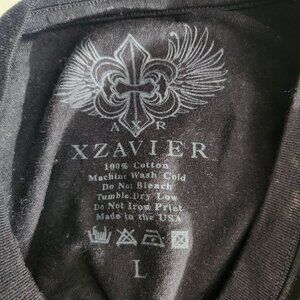 AXR
XZAVIER
100% Cotton
Machine Wash Cold
Do Not Bleach
Tumble Dry Low
Do Not Iron Print
Made in the USA
L